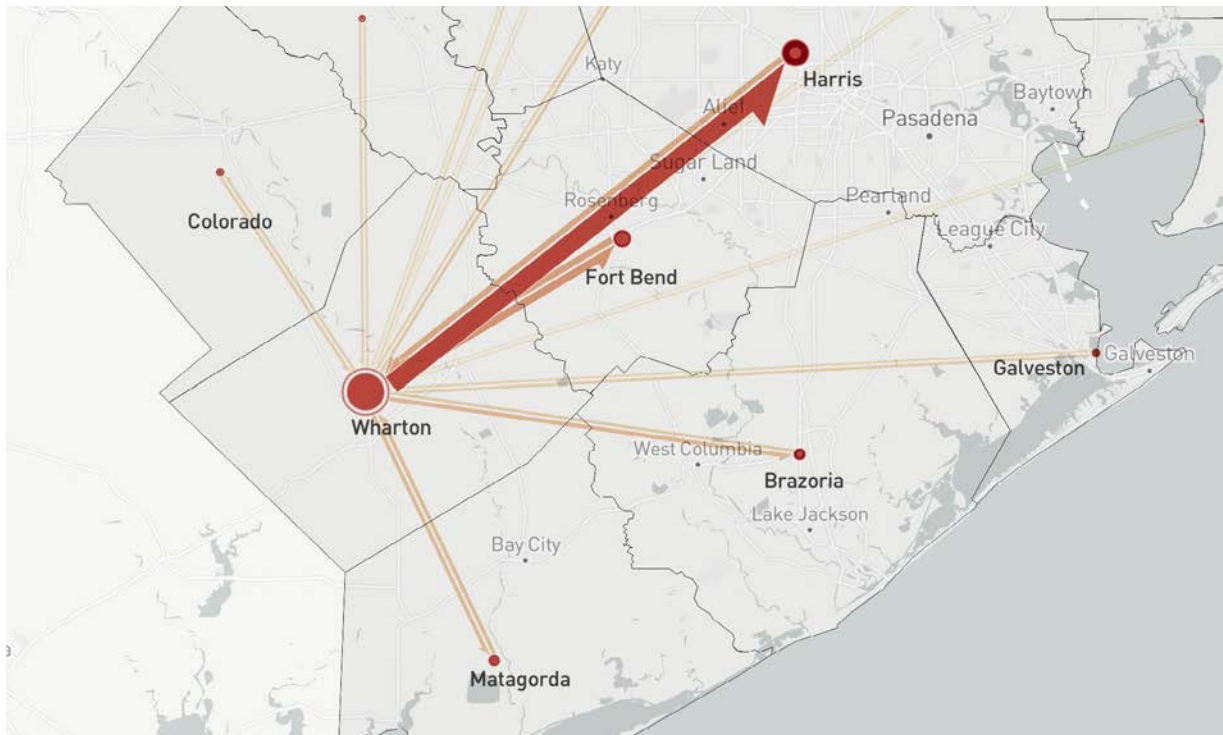 Katy
Harris
Baytown
Alief
Pasadena
Sugar Land
Colorado
Rosenberg
Pearland
League City
Fort Bend
Galveston
Galveston
Wharton
West Columbia
Brazoria
Lake Jackson
Bay City
Matagorda
a